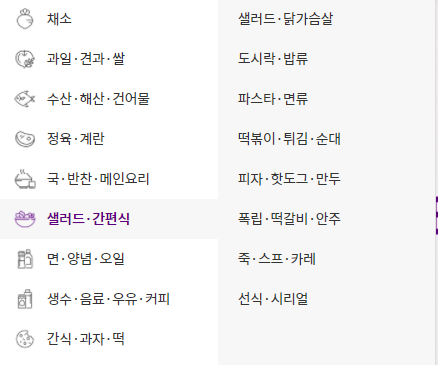 채소
과일·견과·쌀
수산·해산·건어물
정육·계란
국·반찬·메인요리
샐러드·간편식
면·양념·오일
생수·음료·우유·커피
간식·과자·떡
샐러드·닭가슴살
도시락·밥류
파스타·면류
떡볶이·튀김·순대
피자·핫도그·만두
폭립·떡갈비·안주
죽·스프·카레
선식·시리얼